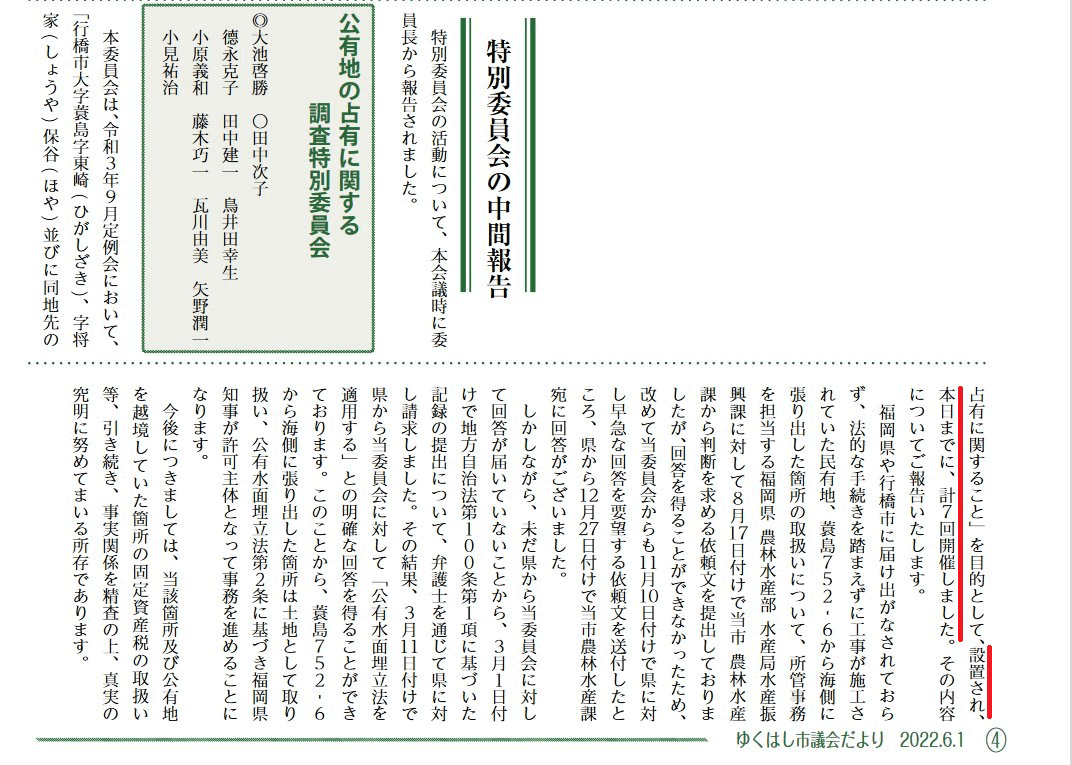 特別委員会の中間報告
特別委員会の活動について、本会議時に委
員長から報告されました。
公有地の占有に関する
調査特別委員会
◎大池啓勝　○田中次子
徳永克子　田中建一　鳥井田幸生
小原義和　藤木巧一　瓦川由美　矢野潤一
小見祐治
本委員会は、令和3年9月定例会において、
「行橋市大字蓑島字東崎(ひがしざき)、字将
家(しょうや)保谷(ほや)並びに同地先の
占有に関すること」を目的として、設置され、
本日までに、計7回開催しました。その内容
についてご報告いたします。
福岡県や行橋市に届け出がなされておら
ず、法的な手続きを踏まえずに工事が施工さ
れていた民有地、蓑島752-6から海側に
張り出した箇所の取扱いについて、所管事務
を担当する福岡県 農林水産部 水産局水産振
興課に対して8月17日付けで当市 農林水産
課から判断を求める依頼文を提出しておりま
したが、回答を得ることができなかったため、
改めて当委員会からも11月10日付けで県に対
し早急な回答を要望する依頼文を送付したと
ころ、県から12月27日付けで当市農林水産課
宛に回答がございました。
しかしながら、未だ県から当委員会に対し
て回答が届いていないことから、3月1日付
けで地方自治法第100条第1項に基づいた
記録の提出について、弁護士を通じて県に対
し請求しました。その結果、3月11日付けで
県から当委員会に対して「公有水面埋立法を
適用する」との明確な回答を得ることができ
ております。このことから、蓑島752-6
から海側に張り出した箇所は土地として取り
扱い、公有水面埋立法第2条に基づき福岡県
知事が許可主体となって事務を進めることに
なります。
今後につきましては、当該箇所及び公有地
を越境していた箇所の固定資産税の取扱い
等、引き続き、事実関係を精査の上、真実の
究明に努めてまいる所存であります。
ゆくはし市議会だより 2022.6.1 ④